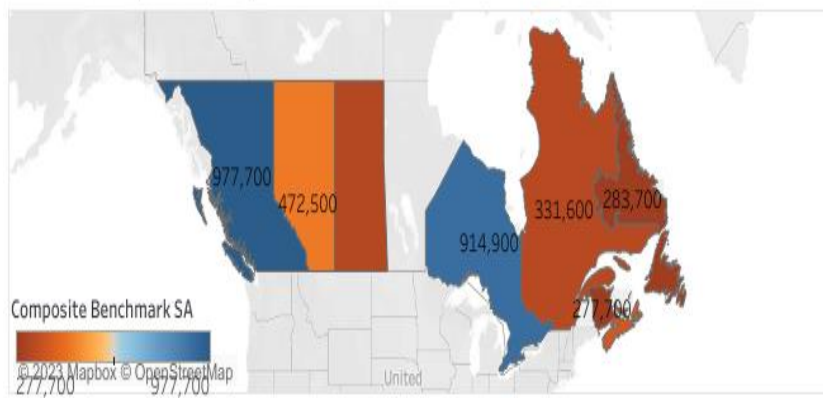 977,700
472,500
914,900
331,600
283,700
277,700
Composite Benchmark SA
© 2023 Mapbox © OpenStreetMap
277,700
977,700
United